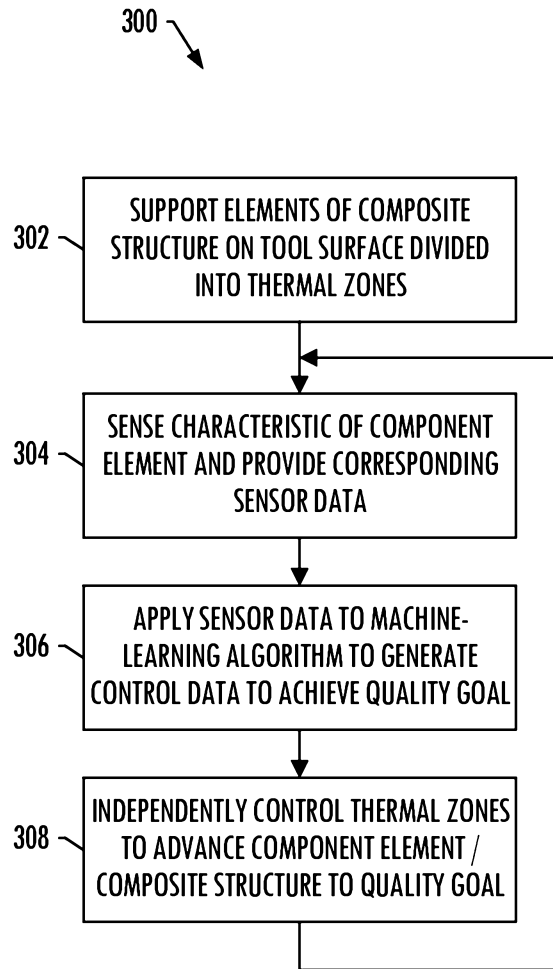 300
302
SUPPORT ELEMENTS OF COMPOSITE
STRUCTURE ON TOOL SURFACE DIVIDED
INTO THERMAL ZONES
304
SENSE CHARACTERISTIC OF COMPONENT
ELEMENT AND PROVIDE CORRESPONDING
SENSOR DATA
306
APPLY SENSOR DATA TO MACHINE-
LEARNING ALGORITHM TO GENERATE
CONTROL DATA TO ACHIEVE QUALITY GOAL
308
INDEPENDENTLY CONTROL THERMAL ZONES
TO ADVANCE COMPONENT ELEMENT /
COMPOSITE STRUCTURE TO QUALITY GOAL